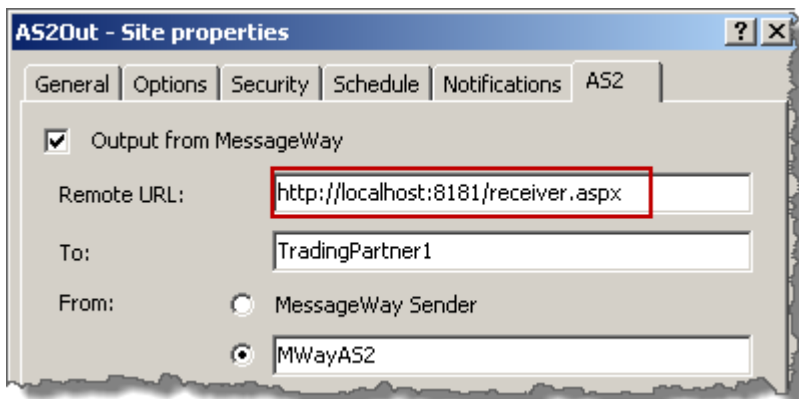 AS2Out - Site properties ? X
General Options Security Schedule Notifications AS2
Output from MessageWay
Remote URL: http://localhost:8181/receiver.aspx
To: TradingPartner1
From: MessageWay Sender
MWayAS2